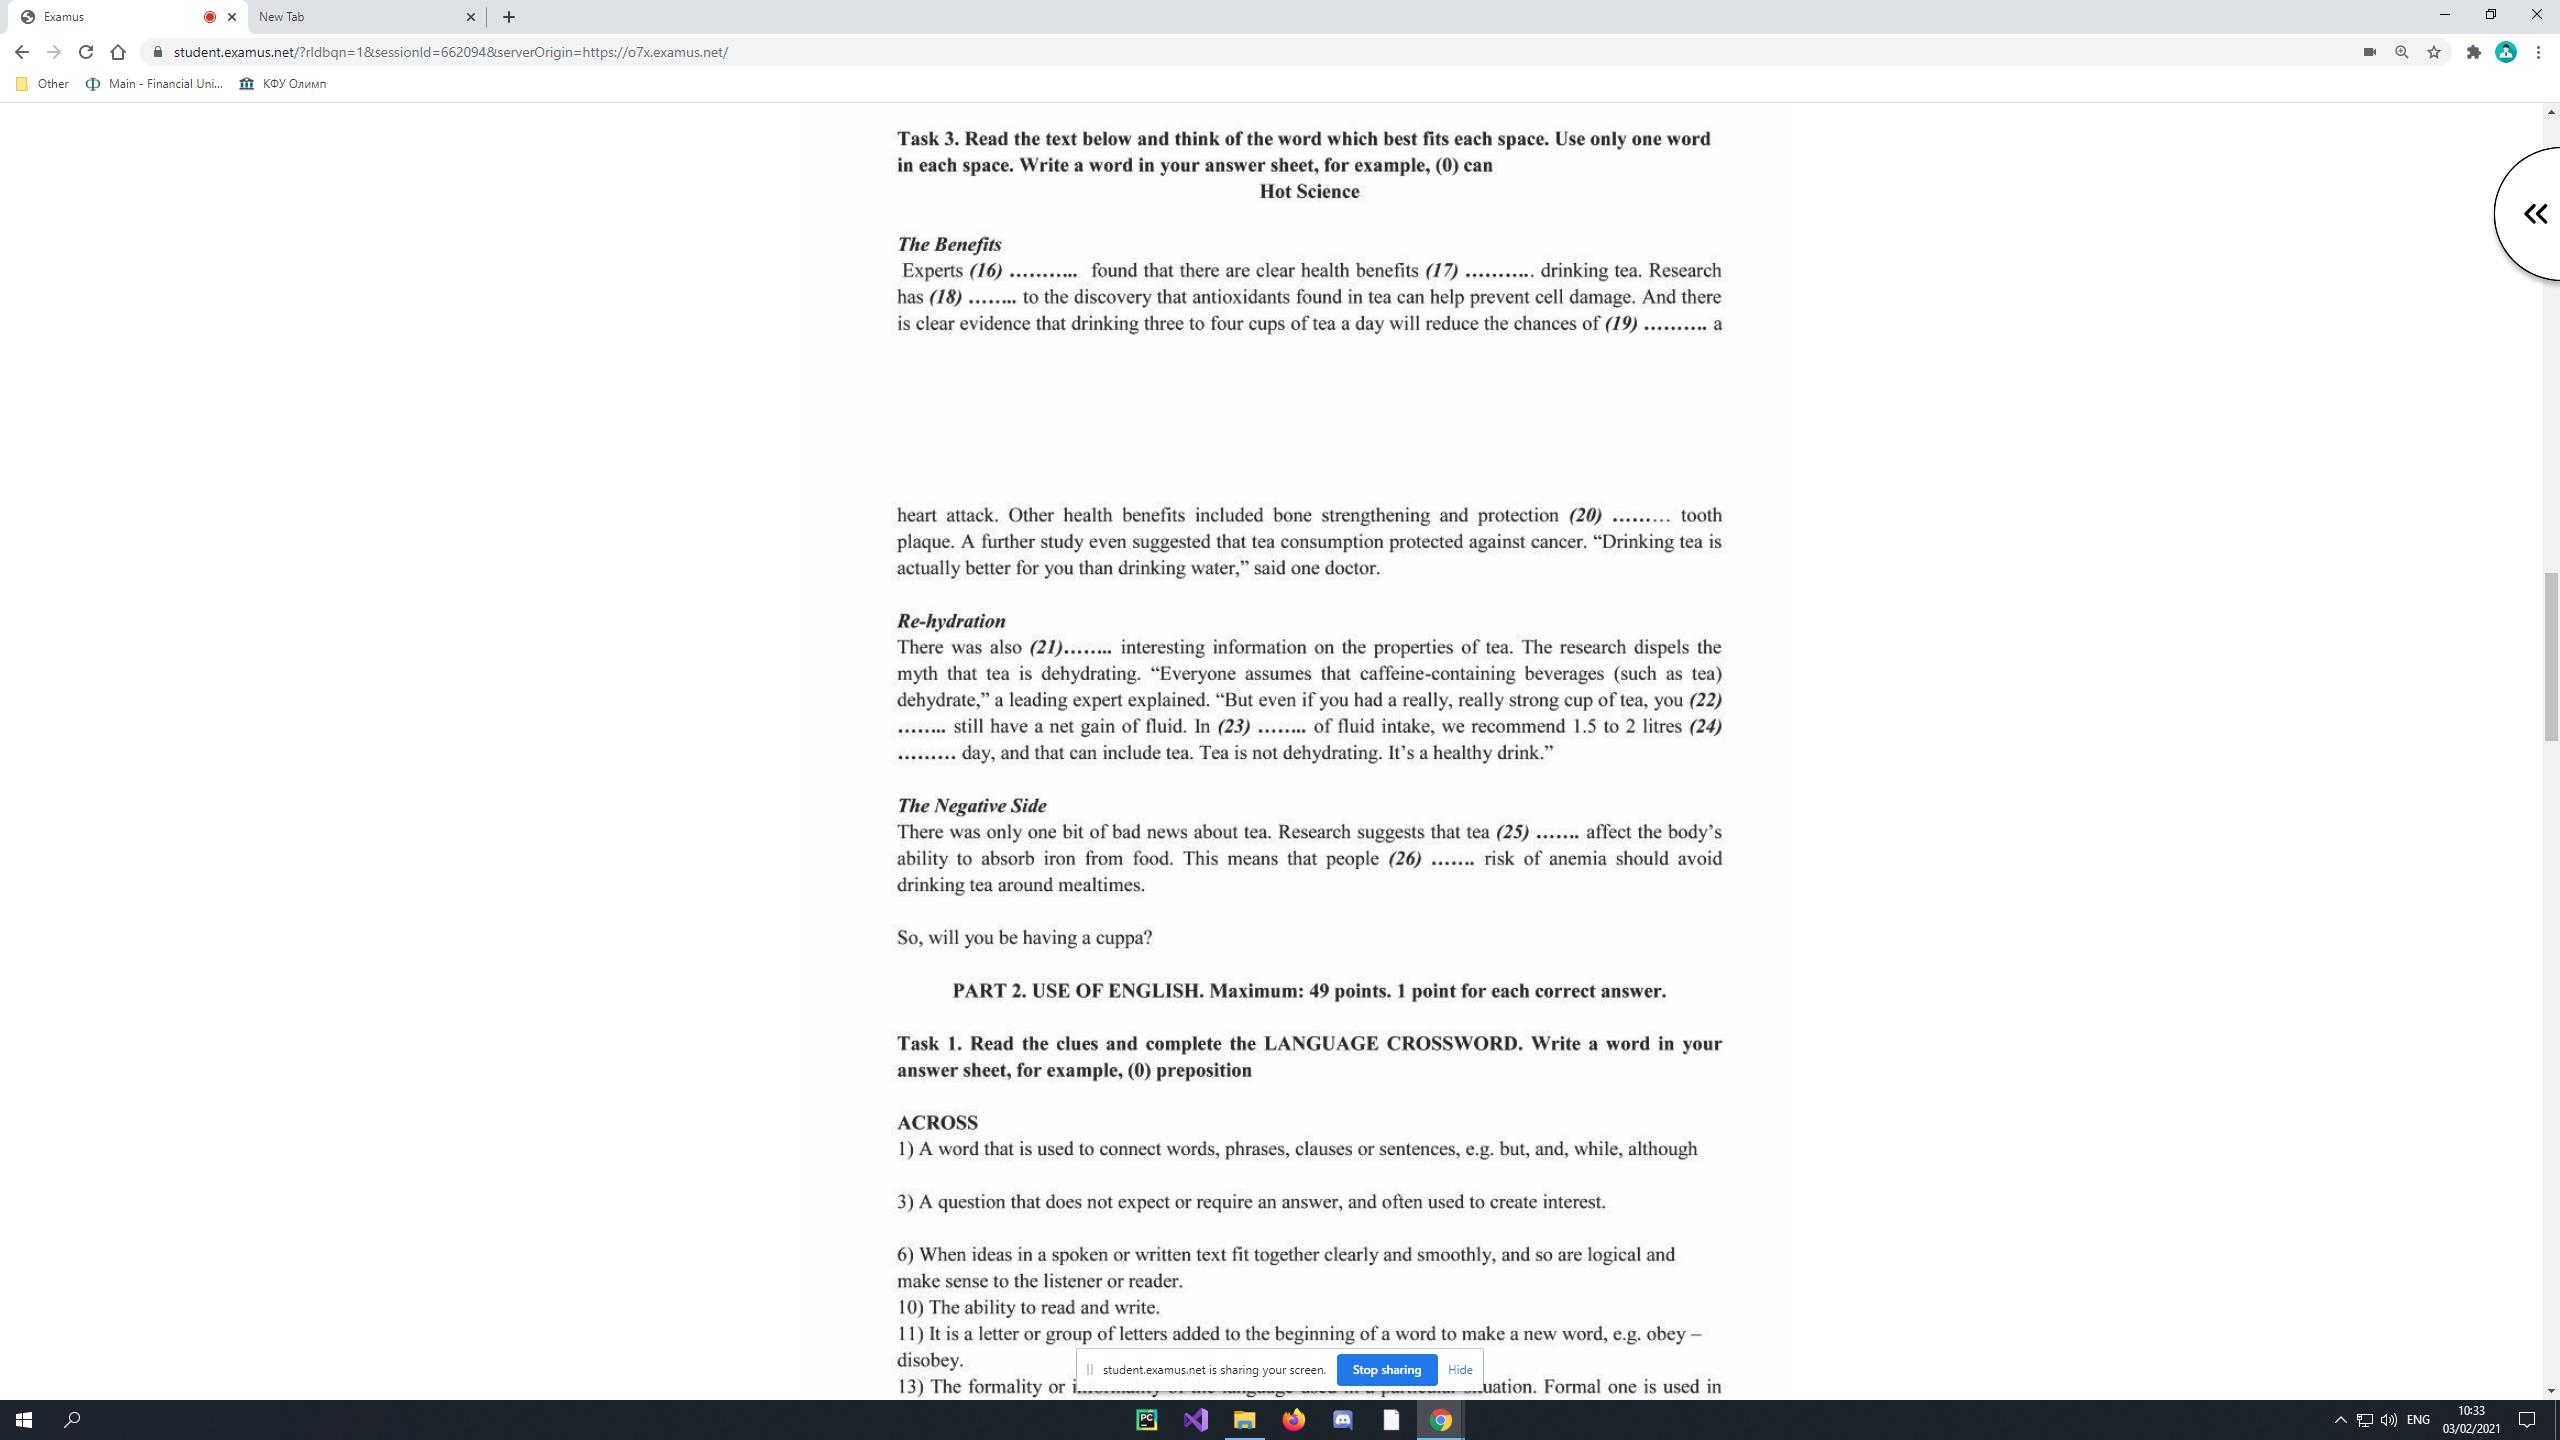 Examus
New Tab
student.examus.net/?rldbqn=1&sessionId=662094&serverOrigin=https://o7x.examus.net/
Other
Main - Financial Uni...
КФУ Олимп
Task 3. Read the text below and think of the word which best fits each space. Use only one word
in each space. Write a word in your answer sheet, for example, (0) can
Hot Science
The Benefits
Experts (16) ……….. found that there are clear health benefits (17) ……….. drinking tea. Research
has (18) …….. to the discovery that antioxidants found in tea can help prevent cell damage. And there
is clear evidence that drinking three to four cups of tea a day will reduce the chances of (19) ………. a
heart attack. Other health benefits included bone strengthening and protection (20) ……… tooth
plaque. A further study even suggested that tea consumption protected against cancer. “Drinking tea is
actually better for you than drinking water,” said one doctor.
Re-hydration
There was also (21)…….. interesting information on the properties of tea. The research dispels the
myth that tea is dehydrating. “Everyone assumes that caffeine-containing beverages (such as tea)
dehydrate,” a leading expert explained. “But even if you had a really, really strong cup of tea, you (22)
…….. still have a net gain of fluid. In (23) …….. of fluid intake, we recommend 1.5 to 2 litres (24)
……… day, and that can include tea. Tea is not dehydrating. It’s a healthy drink.”
The Negative Side
There was only one bit of bad news about tea. Research suggests that tea (25) ……. affect the body’s
ability to absorb iron from food. This means that people (26) ……. risk of anemia should avoid
drinking tea around mealtimes.
So, will you be having a cuppa?
PART 2. USE OF ENGLISH. Maximum: 49 points. 1 point for each correct answer.
Task 1. Read the clues and complete the LANGUAGE CROSSWORD. Write a word in your
answer sheet, for example, (0) preposition
ACROSS
1) A word that is used to connect words, phrases, clauses or sentences, e.g. but, and, while, although
3) A question that does not expect or require an answer, and often used to create interest.
6) When ideas in a spoken or written text fit together clearly and smoothly, and so are logical and
make sense to the listener or reader.
10) The ability to read and write.
11) It is a letter or group of letters added to the beginning of a word to make a new word, e.g. obey –
disobey.
student.examus.net is sharing your screen.
Stop sharing
Hide
13) The formality or
Formal one is used in
PC
ENG
10:33
03/02/2021